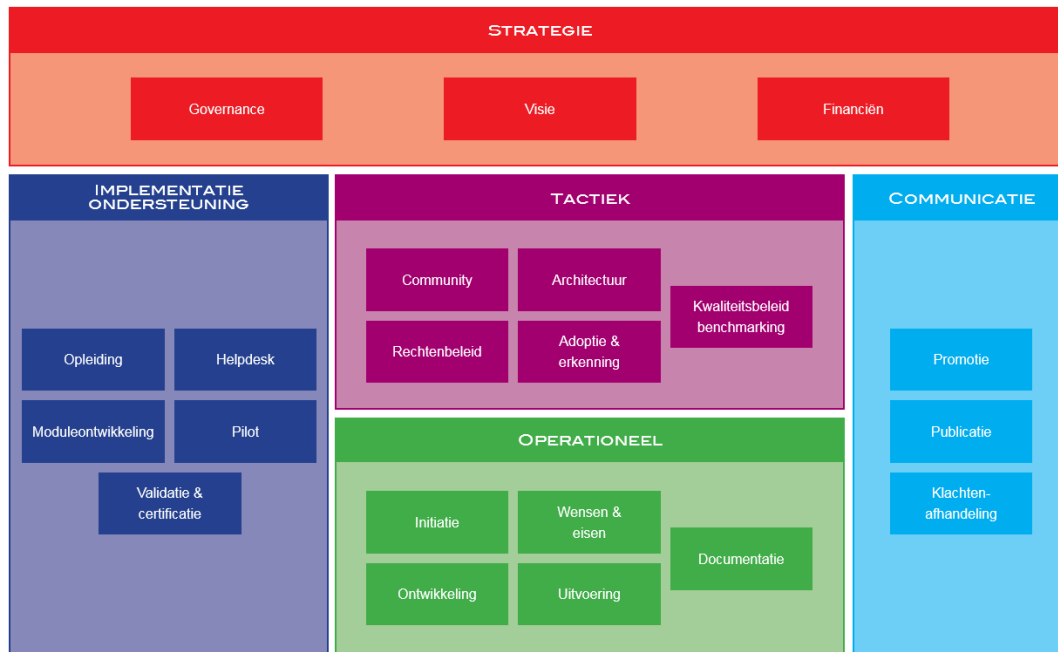 STRATEGIE
Governance
Visie
Financiën
IMPLEMENTATIE
ONDERSTEUNING
Opleiding
Helpdesk
Moduleontwikkeling
Pilot
Validatie &
certificatie
TACTIEK
Community
Architectuur
Kwaliteitsbeleid
benchmarking
Rechtenbeleid
Adoptie &
erkenning
OPERATIONEEL
Initiatie
Wensen &
eisen
Documentatie
Ontwikkeling
Uitvoering
COMMUNICATIE
Promotie
Publicatie
Klachten-
afhandeling